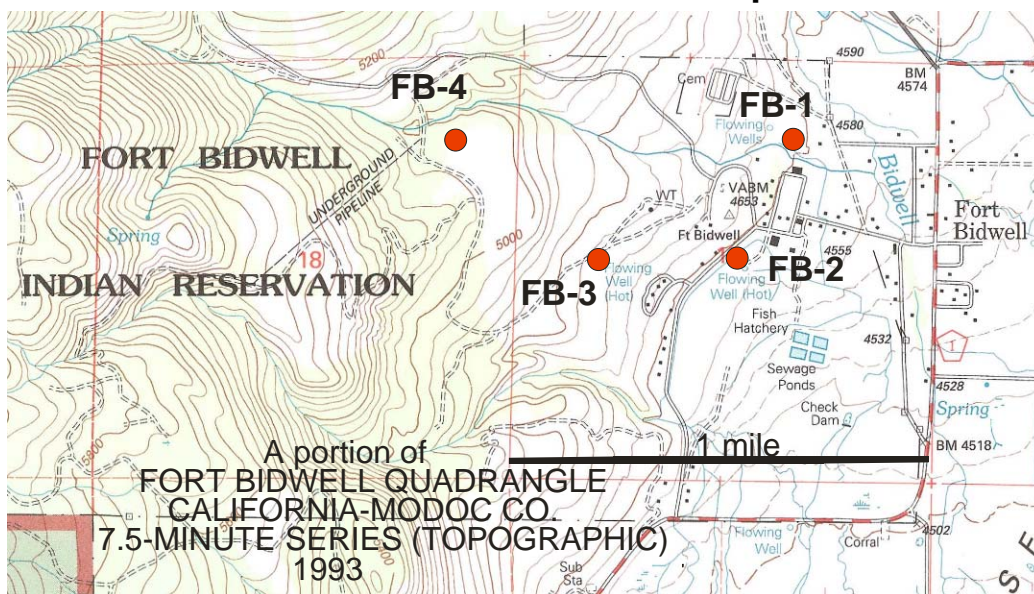 5200
4590
BM
4574
FB-4
Cem
FB-1
Flowing
Wells
4580
FORT BIDWELL
UNDERGROUND
PIPELINE
Bidwell
WT
VABM
4653
Fort
Bidwell
Spring
18
5000
Ft Bidwell
4555
FB-2
INDIAN RESERVATION
FB-3
Flowing
Well
(Hot)
Flowing
Well (Hot)
Fish
Hatchery
4532
1
Sewage
Ponds
4528
Check
Dam
Spring
A portion of
1 mile
BM 4518
FORT BIDWELL QUADRANGLE
CALIFORNIA-MODOC CO.
7.5-MINUTE SERIES (TOPOGRAPHIC)
1993
4502
Flowing
Well
Corral
Sub
Sta
S E